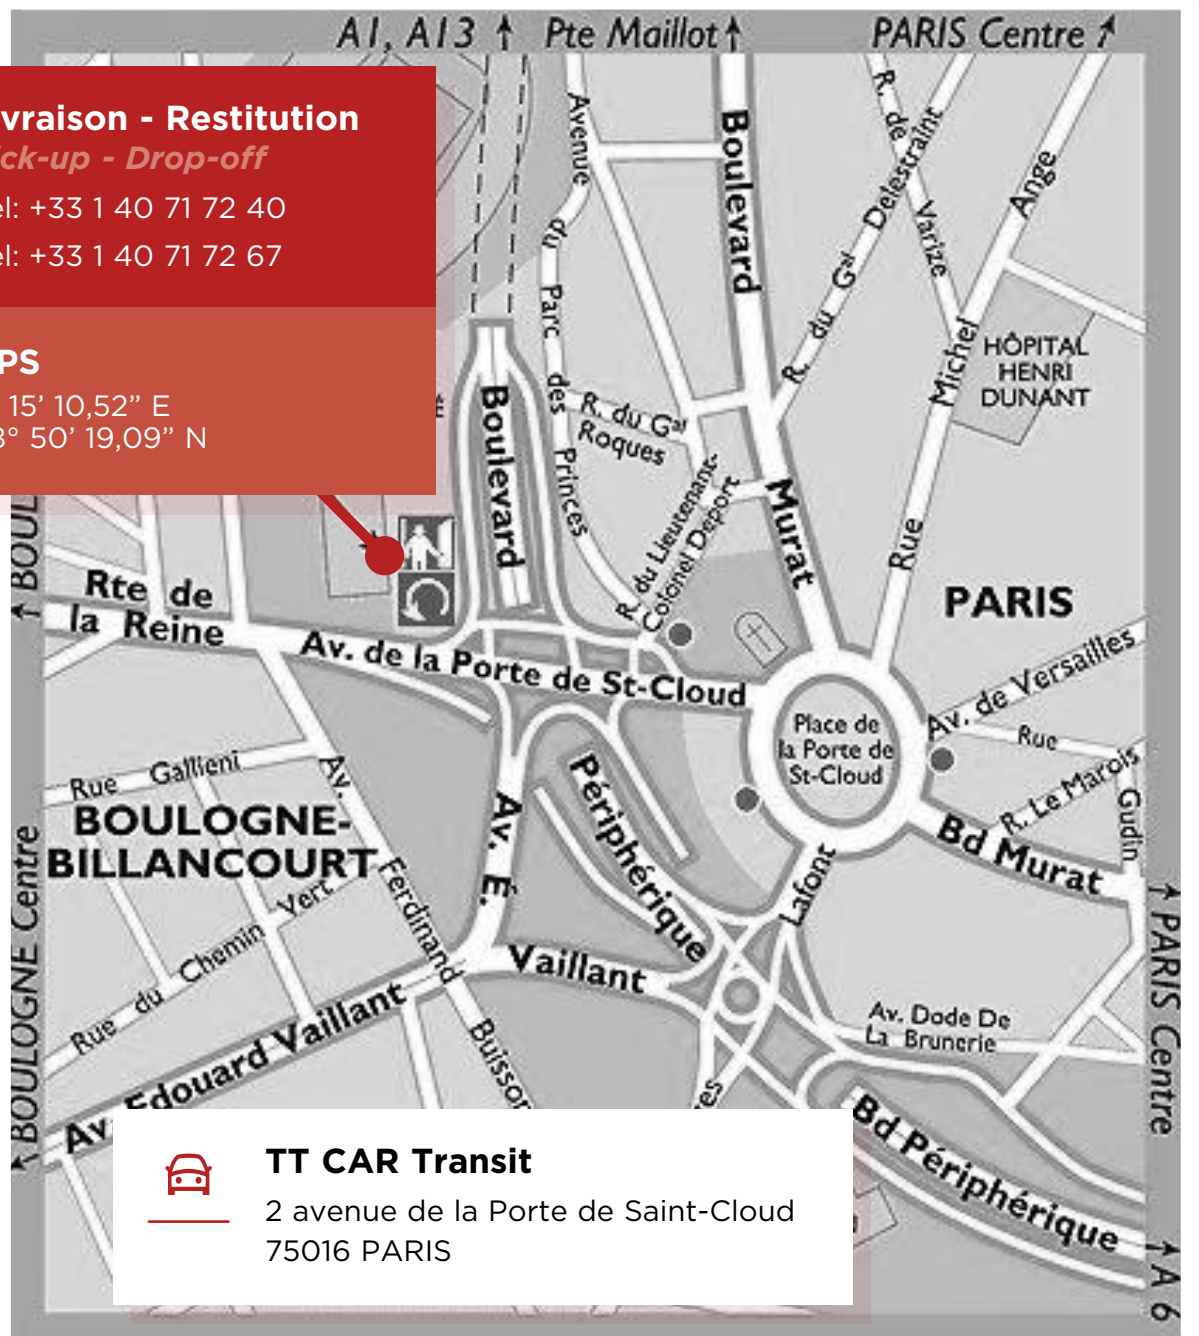 A1, A13
Pte Maillot
PARIS Centre
vraison - Restitution
ick-up - Drop-off
el: +33 1 40 71 72 40
el: +33 1 40 71 72 67
PS
15’ 10,52” E
8° 50’ 19,09” N
Avenue
du
Parc
des
Princes
Boulevard
Murat
R. de
Varize
R. du Gal Delestraint
Rue
Michel
Ange
HÔPITAL
HENRI
DUNANT
Boulevard
R. du Gal
Roques
R. du Lieutenant-
Colonel Deport
BOUL
Rte de
la Reine
Av. de la Porte de St-Cloud
PARIS
Place de
la Porte de
St-Cloud
Av. de Versailles
Rue
Gudin
R. Le Marois
Bd Murat
Rue Gallieni
BOULOGNE-
BILLANCOURT
Av.
Ferdinand
Buisson
Av. É.
Vaillant
Périphérique
Lafont
Rue du Chemin Vert
Av. Edouard Vaillant
Av. Dode De
La Brunerie
BOULOGNE Centre
PARIS Centre
res
Bd Périphérique
A 6
TT CAR Transit
2 avenue de la Porte de Saint-Cloud
75016 PARIS